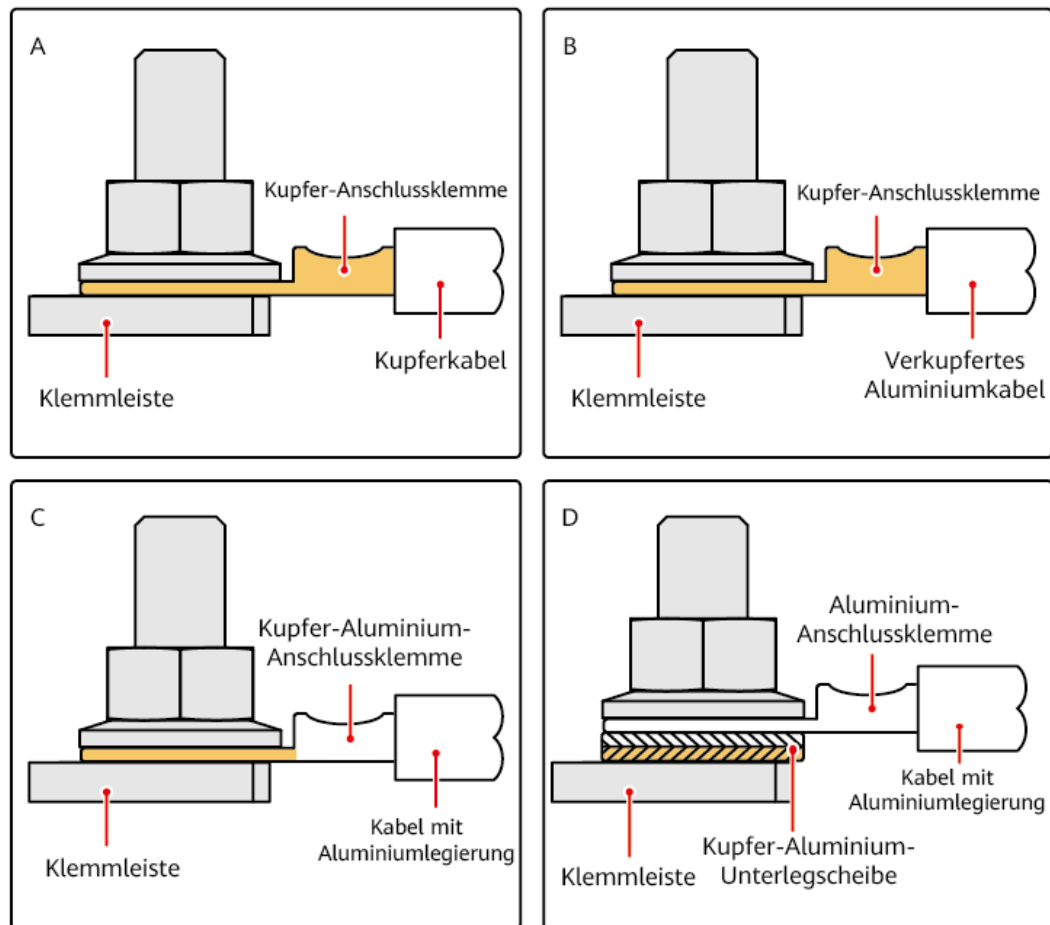 A
Kupfer-Anschlussklemme
Kupferkabel
Klemmleiste
B
Kupfer-Anschlussklemme
Verkupfertes
Aluminiumkabel
Klemmleiste
C
Kupfer-Aluminium-
Anschlussklemme
Kabel mit
Aluminiumlegierung
Klemmleiste
D
Aluminium-
Anschlussklemme
Kabel mit
Aluminiumlegierung
Kupfer-Aluminium-
Unterlegscheibe
Klemmleiste